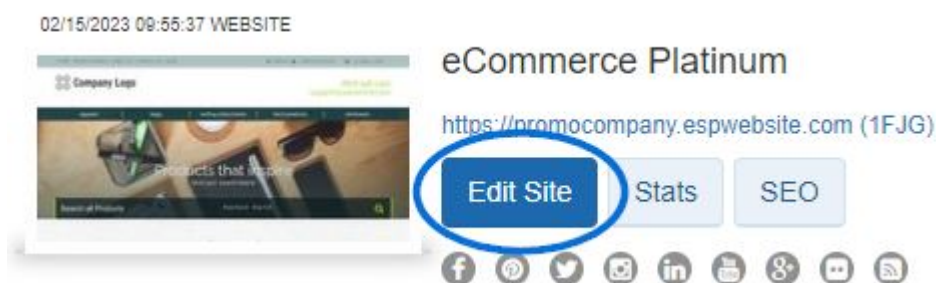 02/15/2023 09:55:37 WEBSITE
eCommerce Platinum
https://promocompany.espwebsite.com (1FJG)
Edit Site
Stats
SEO
Company Logo
Products that inspire
Search all Products